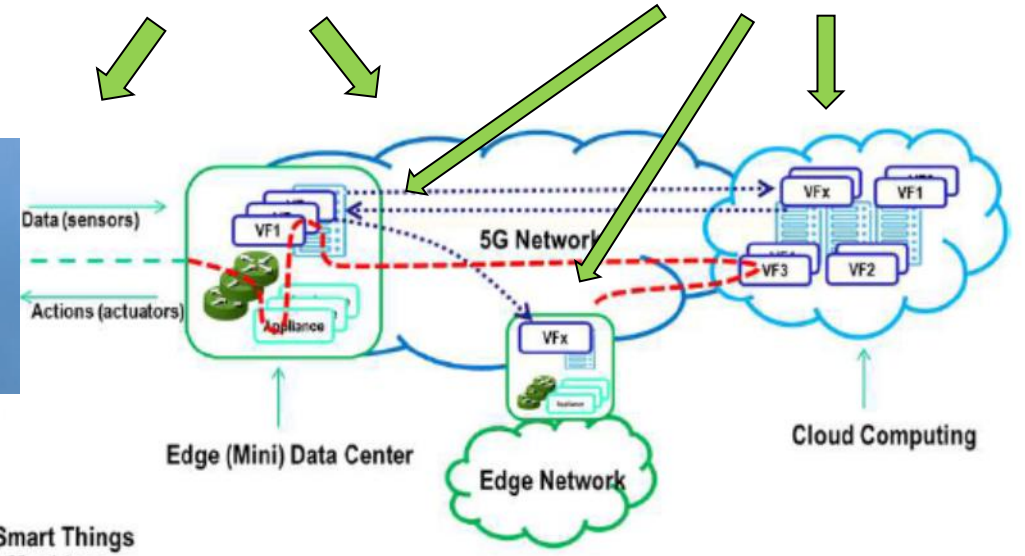 VFx
VF1
Data (sensors)
VF1
5G Network
VF3
VF2
Actions (actuators)
Appliance
VFx
Appliance
Edge (Mini) Data Center
Cloud Computing
Edge Network
Smart Things